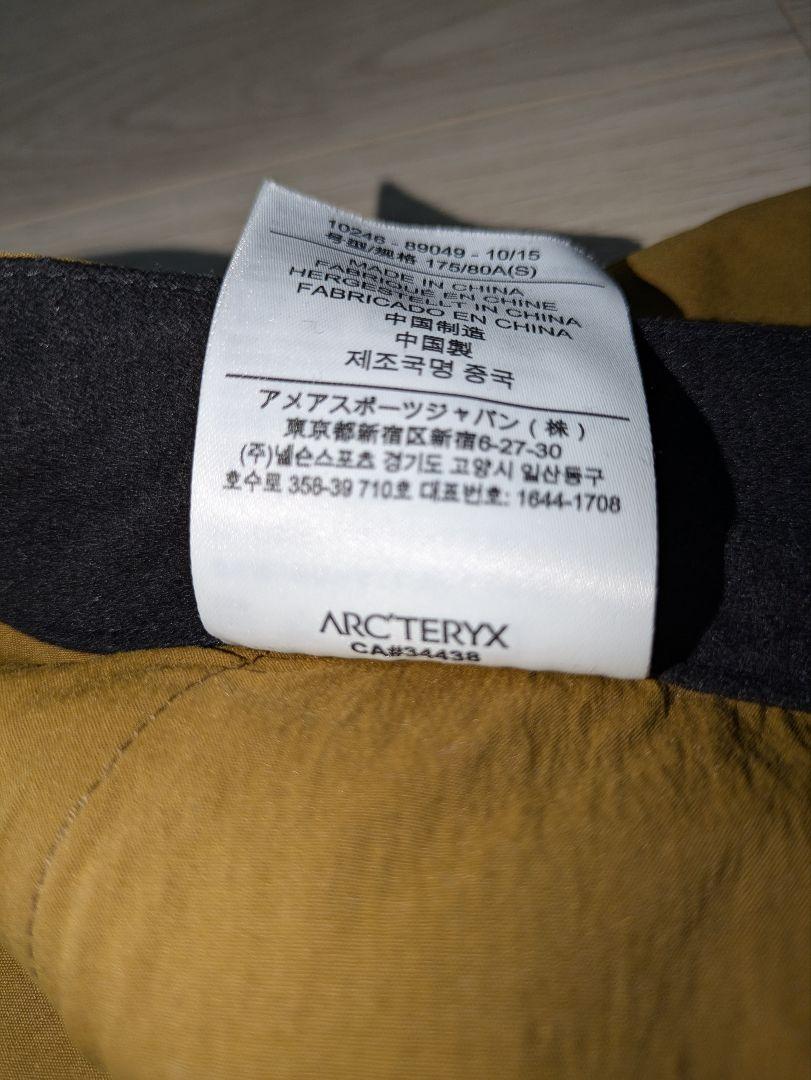 10246 - 89049 - 10/15
号型/规格 175/80A(S)
MADE IN CHINA
FABRIQUÉ EN CHINE
HERGESTELLT IN CHINA
FABRICADO EN CHINA
中国制造
中国製
제조국명 중국
アメアスポーツジャパン ( 株 )
東京都新宿区新宿6-27-30
(주)넬슨스포츠 경기도 고양시 일산동구
호수로 358-39 710호 대표번호: 1644-1708
ARC'TERYX
CA#34438